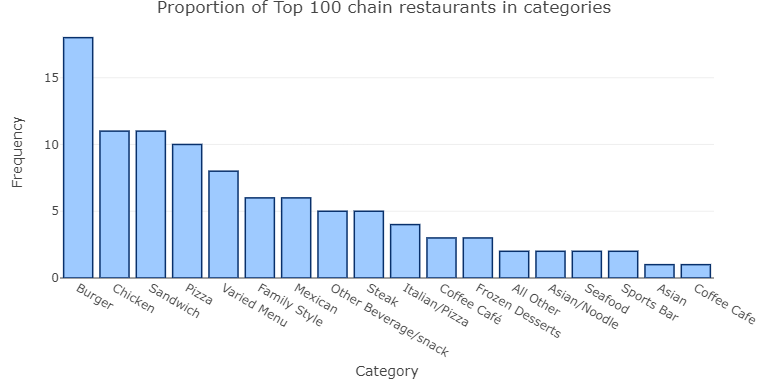 Proportion of Top 100 chain restaurants in categories
Frequency
15
10
5
0
Burger
Chicken
Sandwich
Pizza
Varied Menu
Family Style
Mexican
Other Beverage/snack
Steak
Italian/Pizza
Coffee Café
Frozen Desserts
All Other
Asian/Noodle
Seafood
Sports Bar
Asian
Coffee Cafe
Category